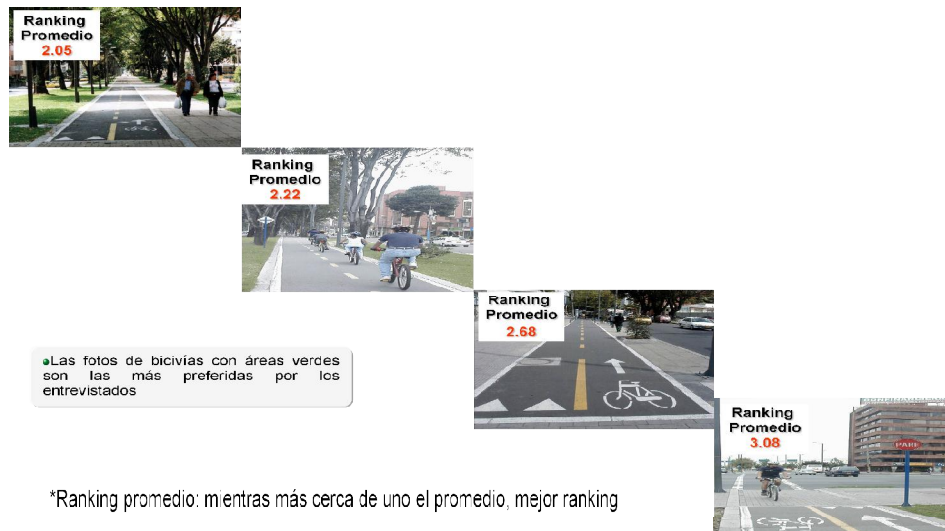 Ranking
Promedio
2.05
Ranking
Promedio
2.22
Ranking
Promedio
2.68
Las fotos de bicivías con áreas verdes
son las más preferidas por los
entrevistados
Ranking
Promedio
3.08
PARE
*Ranking promedio: mientras más cerca de uno el promedio, mejor ranking